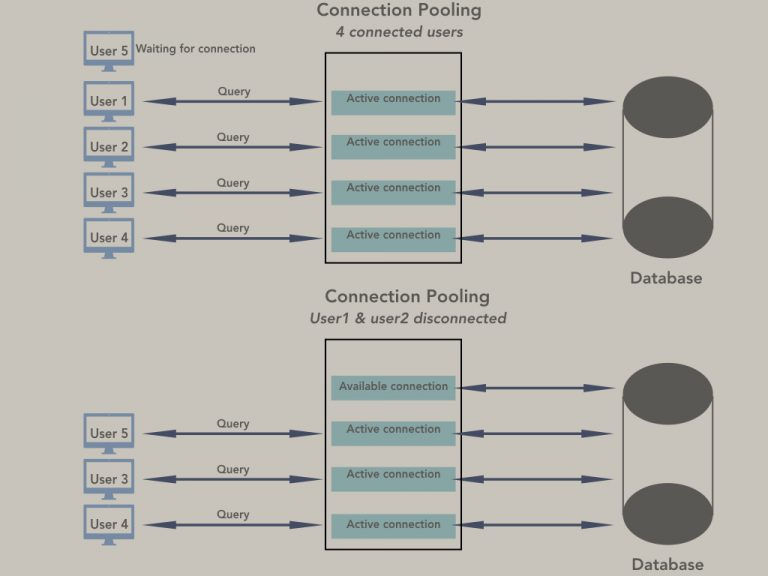 Connection Pooling
4 connected users
User 5 Waiting for connection
User 1 Query Active connection
User 2 Query Active connection
User 3 Query Active connection
User 4 Query Active connection
Database
Connection Pooling
User1 & user2 disconnected
Available connection
User 5 Query Active connection
User 3 Query Active connection
User 4 Query Active connection
Database